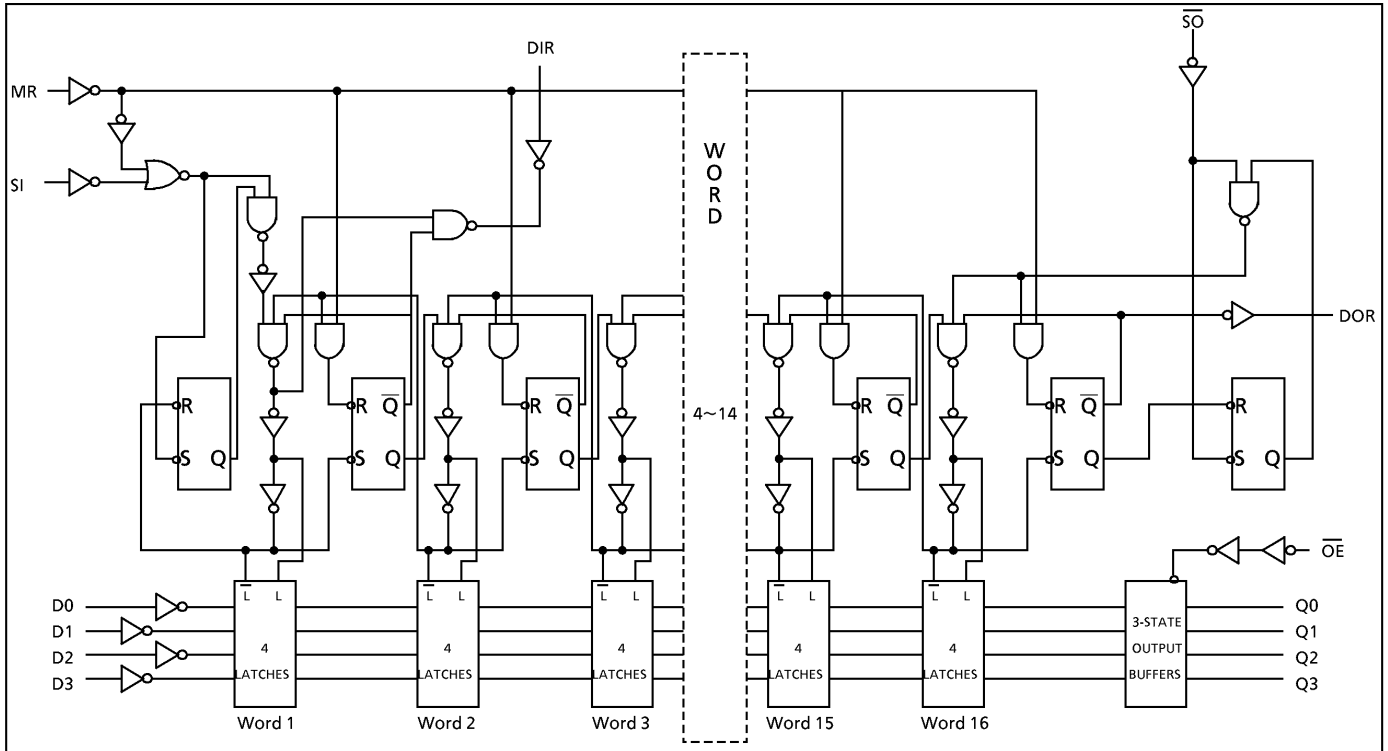 S̅O̅
DIR
MR
SI
W
O
R
D
DOR
R
S Q
R Q̅
S Q
R Q̅
S Q
4~14
R Q̅
S Q
R Q̅
S Q
R
S Q
O̅E̅
L̅ L
L̅ L
L̅ L
L̅ L
L̅ L
D0
D1
D2
D3
4
LATCHES
4
LATCHES
4
LATCHES
4
LATCHES
4
LATCHES
3-STATE
OUTPUT
BUFFERS
Q0
Q1
Q2
Q3
Word 1
Word 2
Word 3
Word 15
Word 16